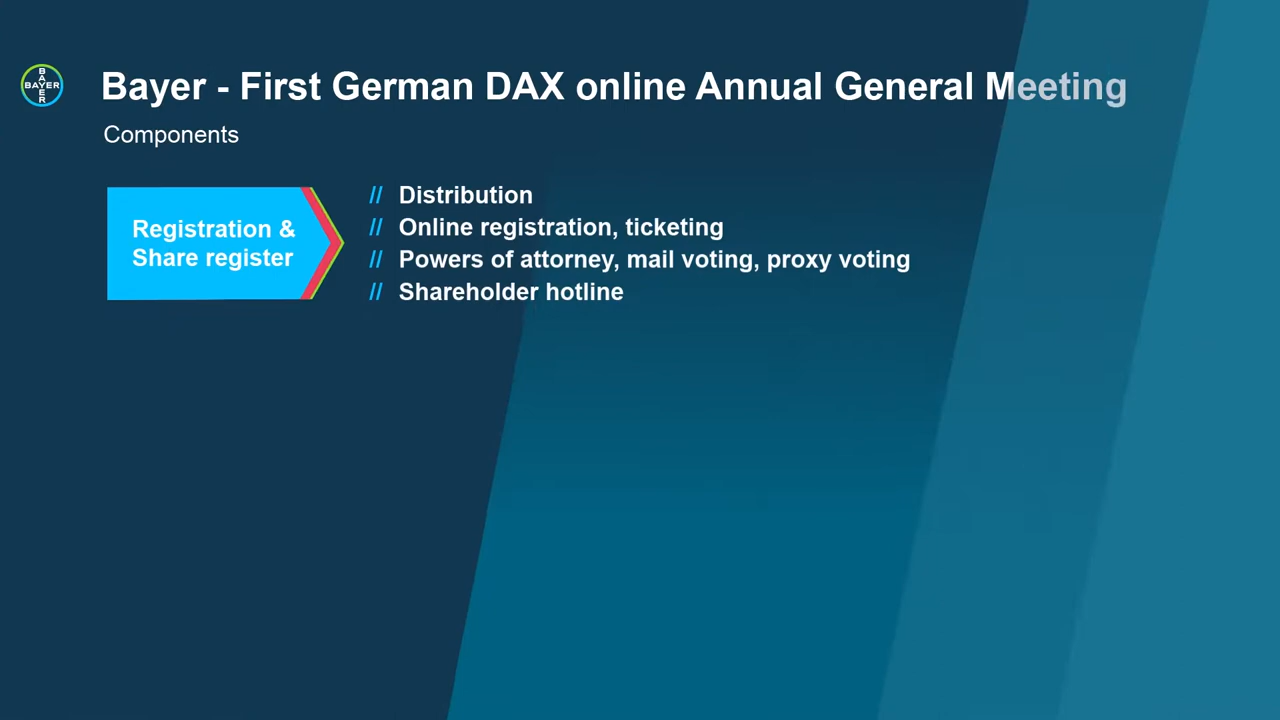 BAYER
BAYER
Bayer - First German DAX online Annual General Meeting
Components
Registration &
Share register
// Distribution
// Online registration, ticketing
// Powers of attorney, mail voting, proxy voting
// Shareholder hotline